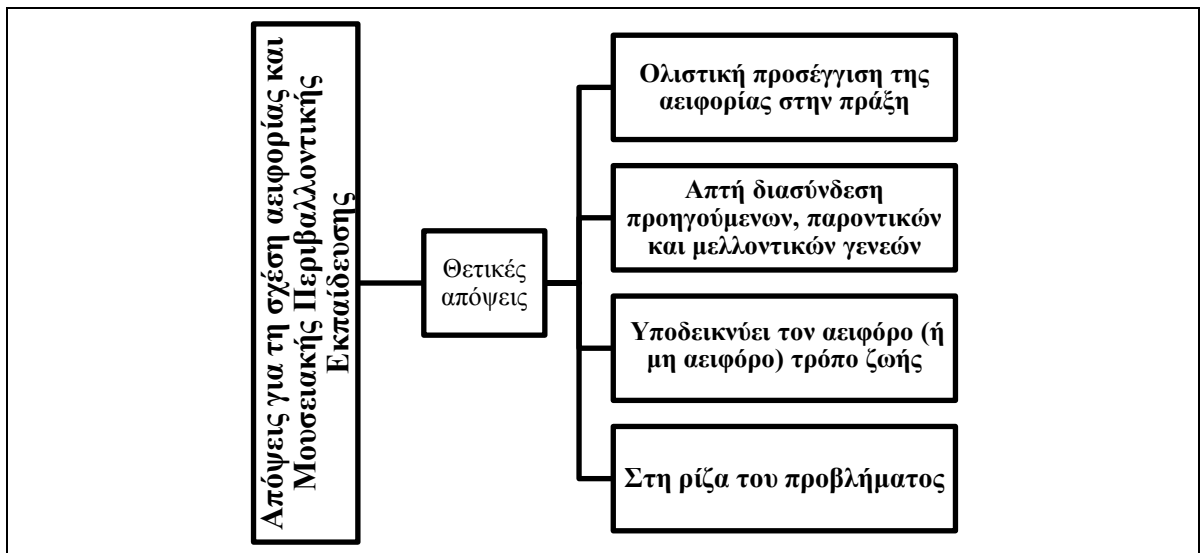 Απόψεις για τη σχέση αειφορίας και
Μουσειακής Περιβαλλοντικής
Εκπαίδευσης
Θετικές
απόψεις
Ολιστική προσέγγιση της
αειφορίας στην πράξη
Απτή διασύνδεση
προηγούμενων, παροντικών
και μελλοντικών γενεών
Υποδεικνύει τον αειφόρο (ή
μη αειφόρο) τρόπο ζωής
Στη ρίζα του προβλήματος